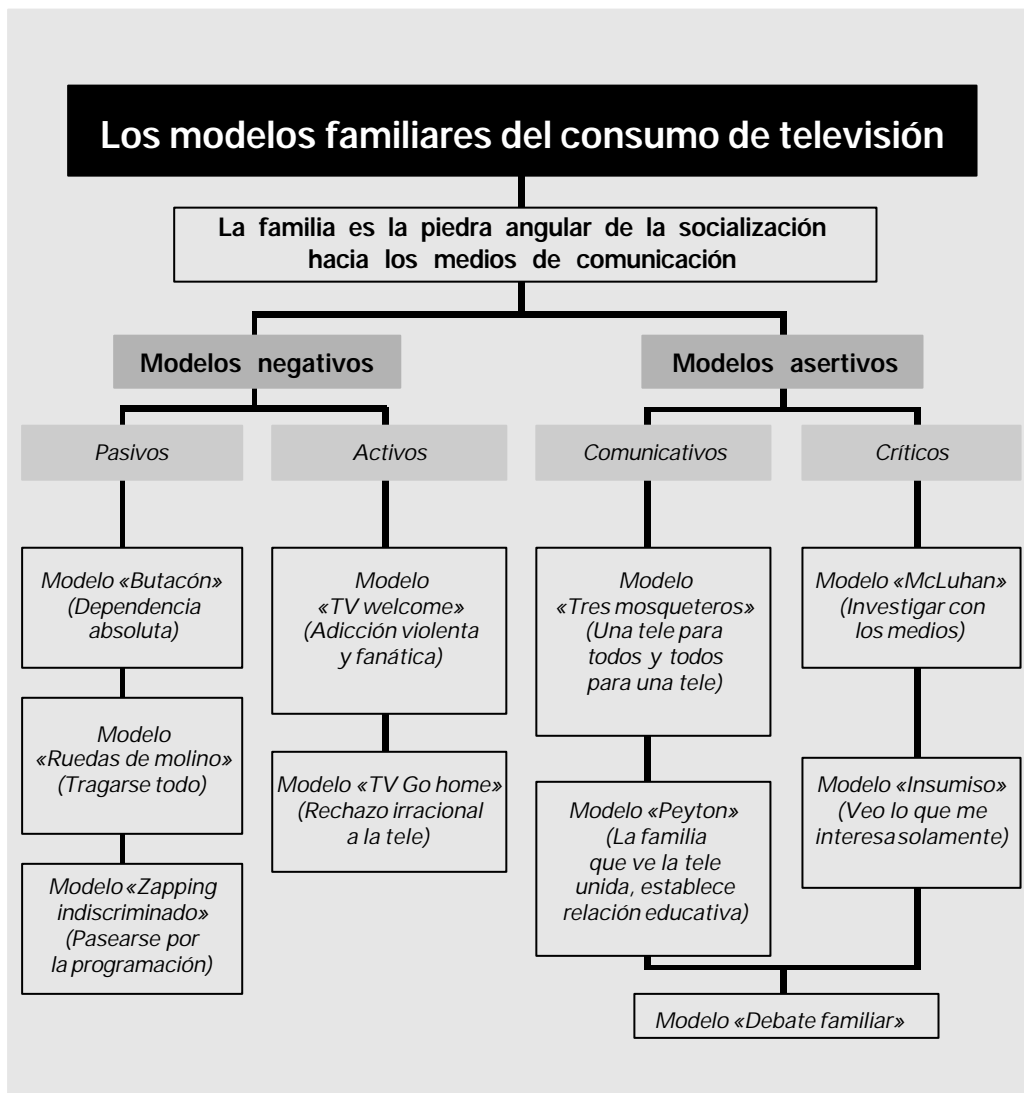 Los modelos familiares del consumo de televisión
La familia es la piedra angular de la socialización
hacia los medios de comunicación
Modelos negativos
Modelos asertivos
Pasivos
Activos
Comunicativos
Críticos
Modelo «Butacón»
(Dependencia
absoluta)
Modelo
«Ruedas de molino»
(Tragarse todo)
Modelo «Zapping
indiscriminado»
(Pasearse por
la programación)
Modelo
«TV welcome»
(Adicción violenta
y fanática)
Modelo «TV Go home»
(Rechazo irracional
a la tele)
Modelo
«Tres mosqueteros»
(Una tele para
todos y todos
para una tele)
Modelo «Peyton»
(La familia
que ve la tele
unida, establece
relación educativa)
Modelo «McLuhan»
(Investigar con
los medios)
Modelo «Insumiso»
(Veo lo que me
interesa solamente)
Modelo «Debate familiar»